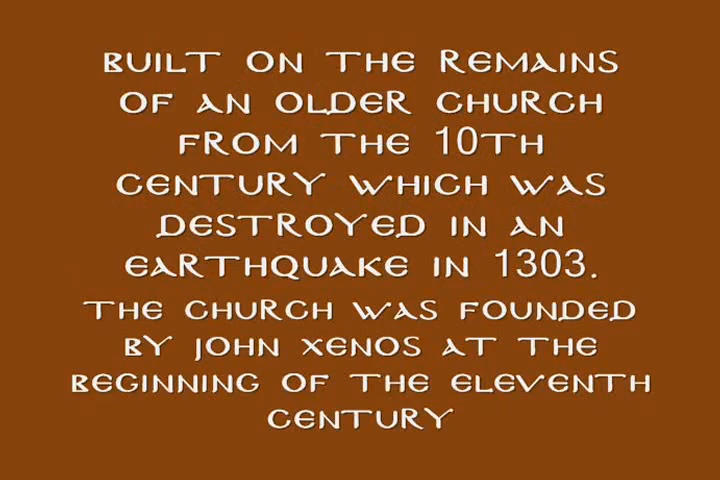 BUILT ON THE REMAINS
OF AN OLDER CHURCH
FROM THE 10TH
CENTURY WHICH WAS
DESTROYED IN AN
EARTHQUAKE IN 1303.
THE CHURCH WAS FOUNDED
BY JOHN XENOS AT THE
BEGINNING OF THE ELEVENTH
CENTURY